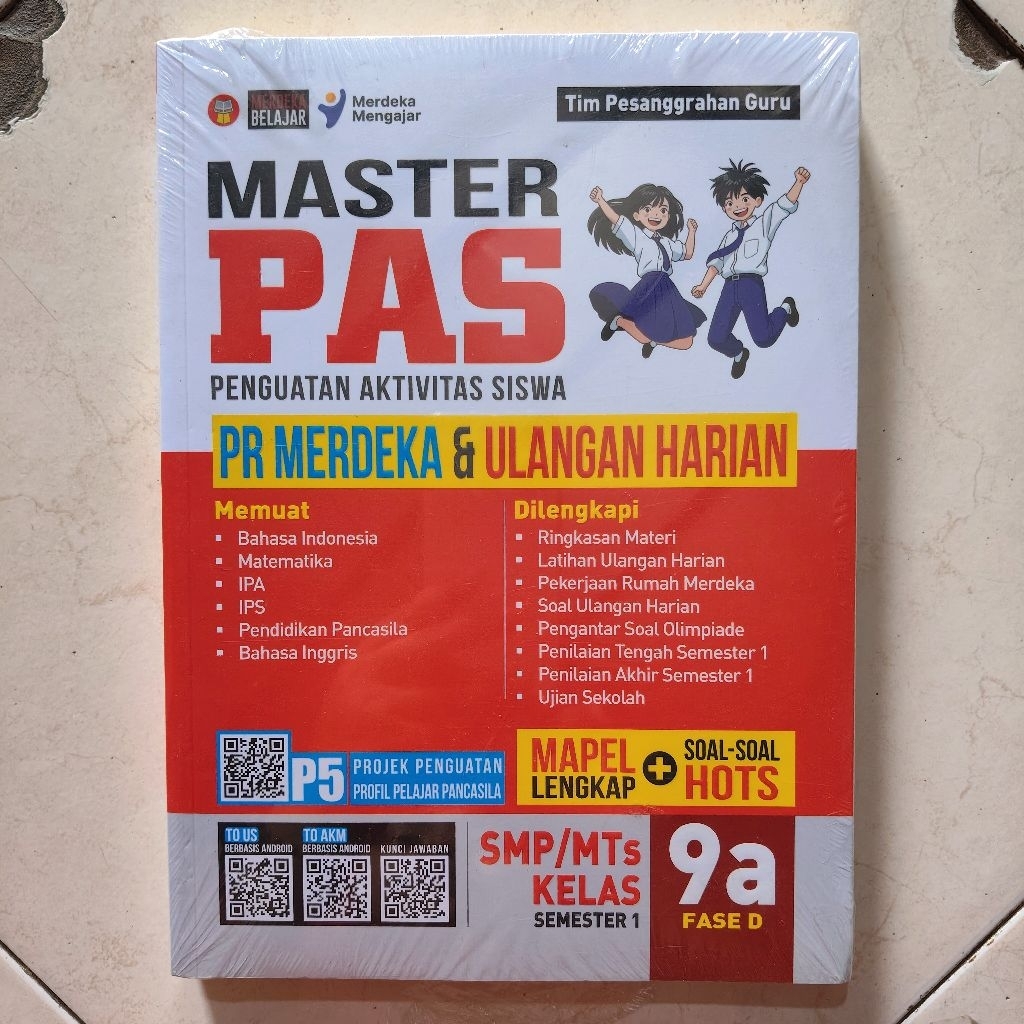 MERDEKA
BELAJAR
Merdeka
Mengajar
Tim Pesanggrahan Guru
MASTER
PAS
PENGUATAN AKTIVITAS SISWA
PR MERDEKA & ULANGAN HARIAN
Memuat
▪ Bahasa Indonesia
▪ Matematika
▪ IPA
▪ IPS
▪ Pendidikan Pancasila
▪ Bahasa Inggris
Dilengkapi
▪ Ringkasan Materi
▪ Latihan Ulangan Harian
▪ Pekerjaan Rumah Merdeka
▪ Soal Ulangan Harian
▪ Pengantar Soal Olimpiade
▪ Penilaian Tengah Semester 1
▪ Penilaian Akhir Semester 1
▪ Ujian Sekolah
P5
PROJEK PENGUATAN
PROFIL PELAJAR PANCASILA
MAPEL
LENGKAP
+
SOAL-SOAL
HOTS
TO US
BERBASIS ANDROID
TO AKM
BERBASIS ANDROID
KUNCI JAWABAN
SMP/MTs
KELAS
SEMESTER 1
9a
FASE D